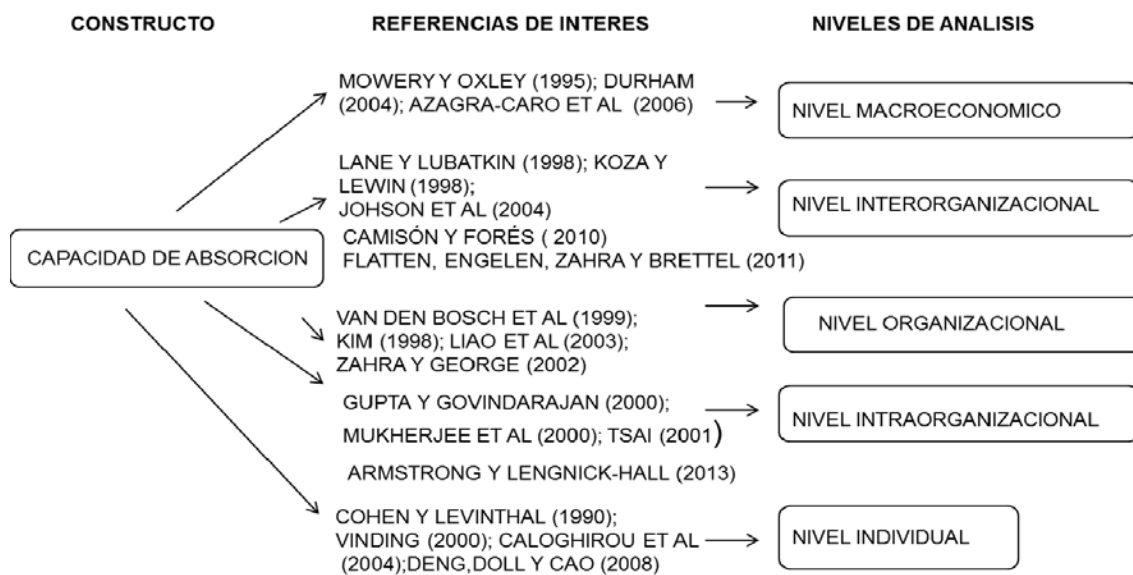 CONSTRUCTO
REFERENCIAS DE INTERES
NIVELES DE ANALISIS
CAPACIDAD DE ABSORCION
MOWERY Y OXLEY (1995); DURHAM
(2004); AZAGRA-CARO ET AL (2006)
NIVEL MACROECONOMICO
LANE Y LUBATKIN (1998); KOZA Y
LEWIN (1998);
JOHSON ET AL (2004)
CAMISÓN Y FORÉS ( 2010)
FLATTEN, ENGELEN, ZAHRA Y BRETTEL (2011)
NIVEL INTERORGANIZACIONAL
VAN DEN BOSCH ET AL (1999);
KIM (1998); LIAO ET AL (2003);
ZAHRA Y GEORGE (2002)
NIVEL ORGANIZACIONAL
GUPTA Y GOVINDARAJAN (2000);
MUKHERJEE ET AL (2000); TSAI (2001)
ARMSTRONG Y LENGNICK-HALL (2013)
NIVEL INTRAORGANIZACIONAL
COHEN Y LEVINTHAL (1990);
VINDING (2000); CALOGHIROU ET AL
(2004);DENG,DOLL Y CAO (2008)
NIVEL INDIVIDUAL